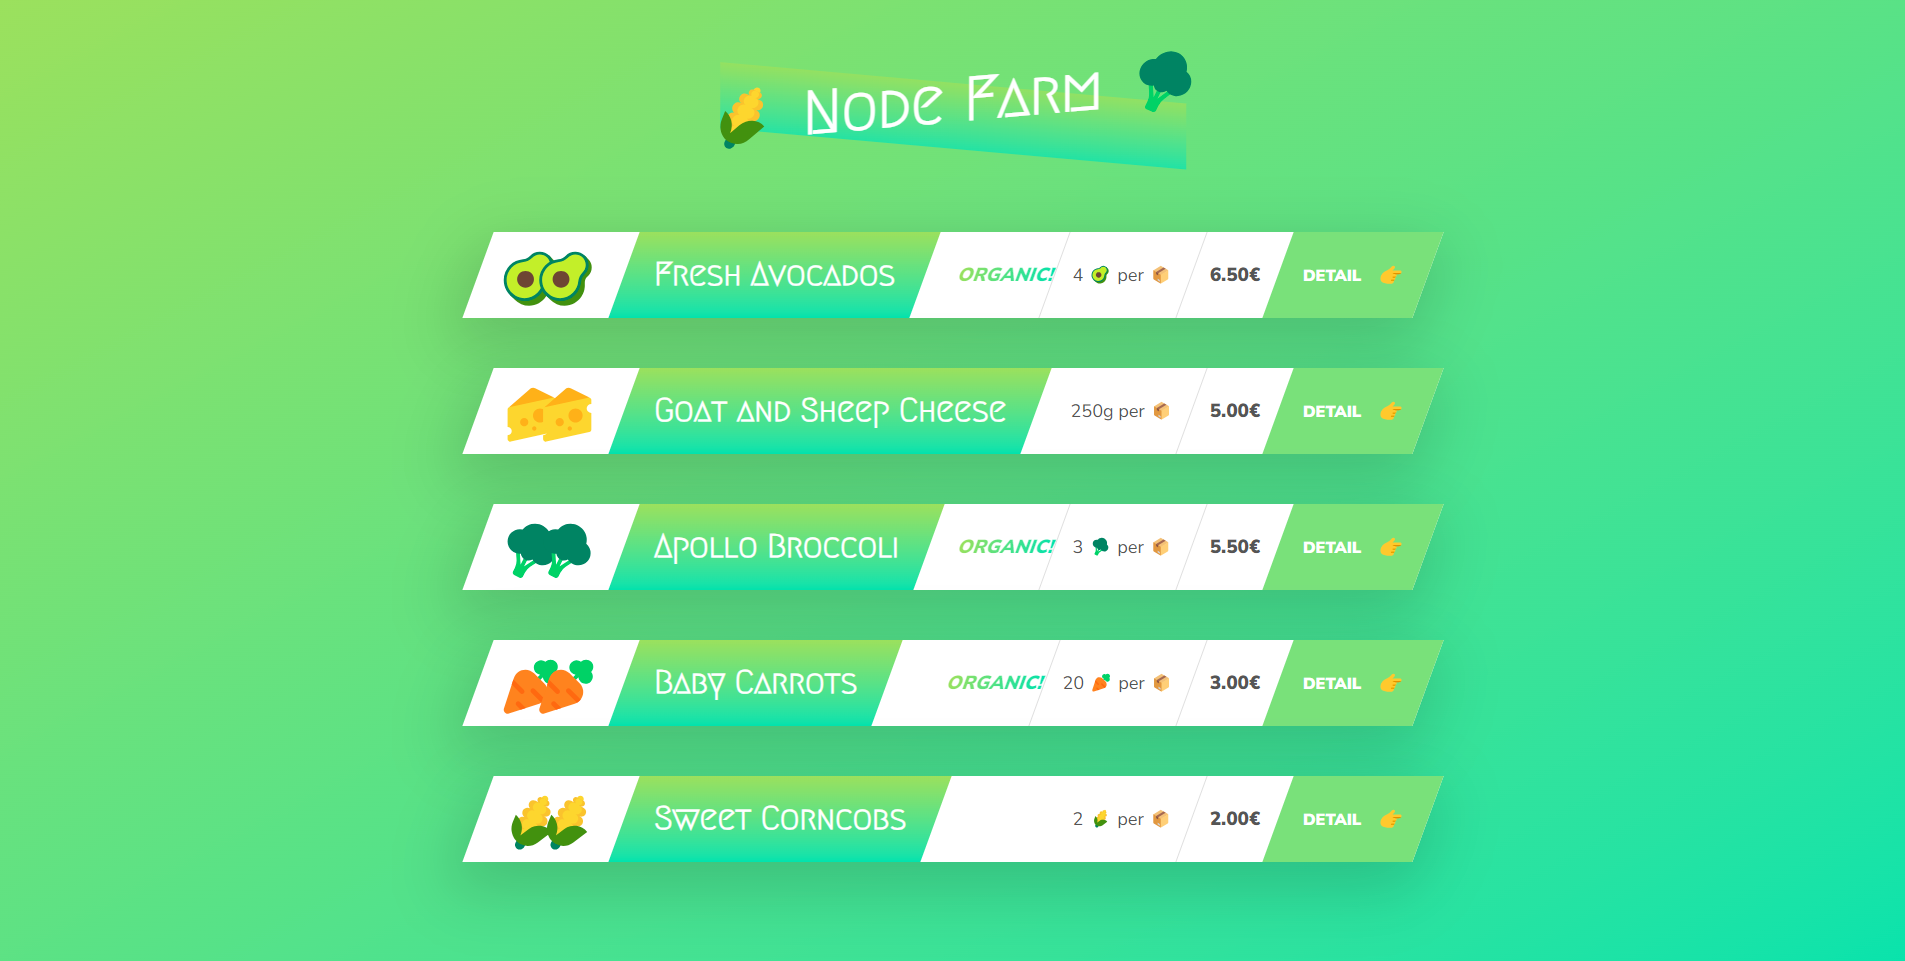 Node Farm
Fresh Avocados ORGANIC! 4 🥑 per 📦 6.50€ DETAIL 👉
Goat and Sheep Cheese 250g per 📦 5.00€ DETAIL 👉
Apollo Broccoli ORGANIC! 3 🥦 per 📦 5.50€ DETAIL 👉
Baby Carrots ORGANIC! 20 🥕 per 📦 3.00€ DETAIL 👉
Sweet Corncobs 2 🌽 per 📦 2.00€ DETAIL 👉